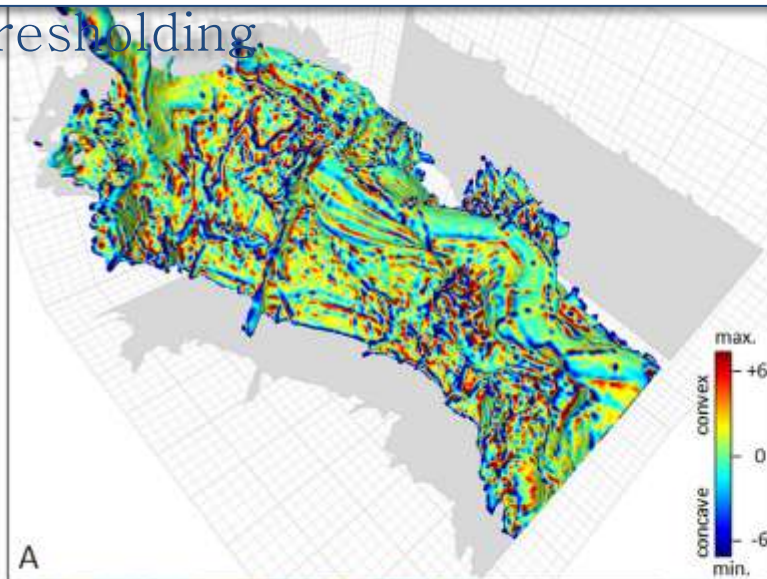 resholding
max.
+6
convex
0
concave
-6
min.
A